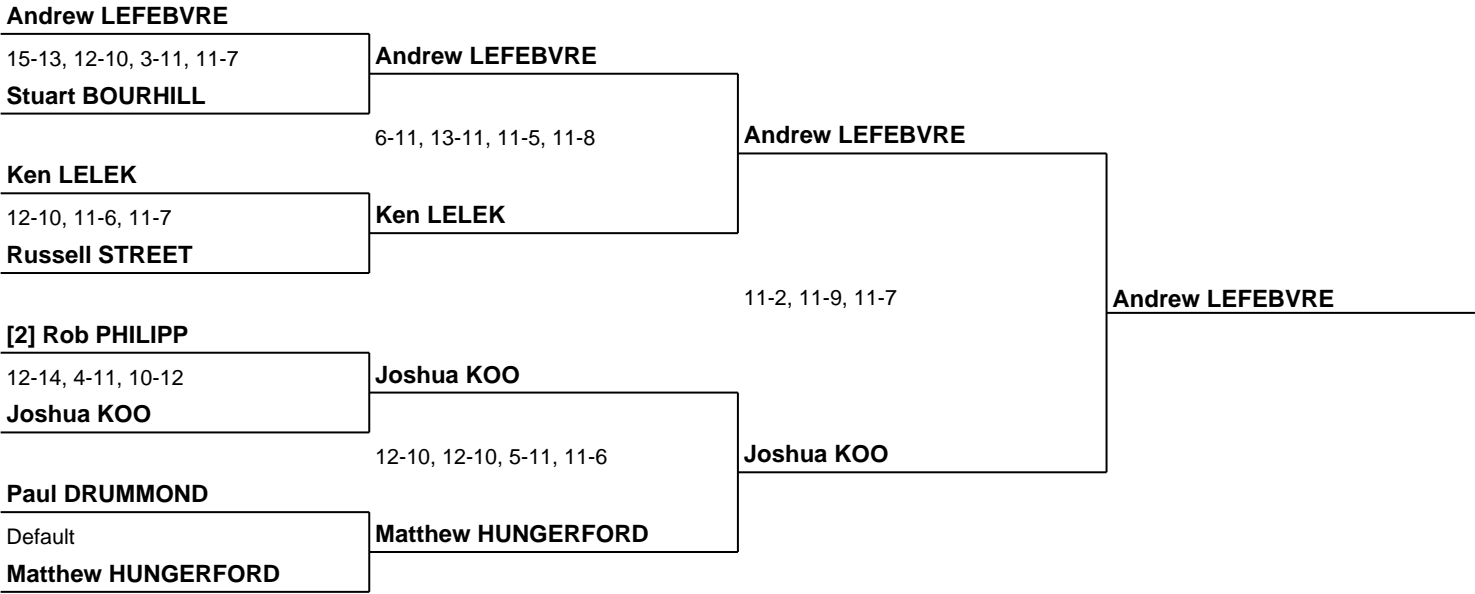 Andrew LEFEBVRE
15-13, 12-10, 3-11, 11-7
Andrew LEFEBVRE
Stuart BOURHILL
6-11, 13-11, 11-5, 11-8
Andrew LEFEBVRE
Ken LELEK
12-10, 11-6, 11-7
Ken LELEK
Russell STREET
11-2, 11-9, 11-7
Andrew LEFEBVRE
[2] Rob PHILIPP
12-14, 4-11, 10-12
Joshua KOO
Joshua KOO
12-10, 12-10, 5-11, 11-6
Joshua KOO
Paul DRUMMOND
Default
Matthew HUNGERFORD
Matthew HUNGERFORD